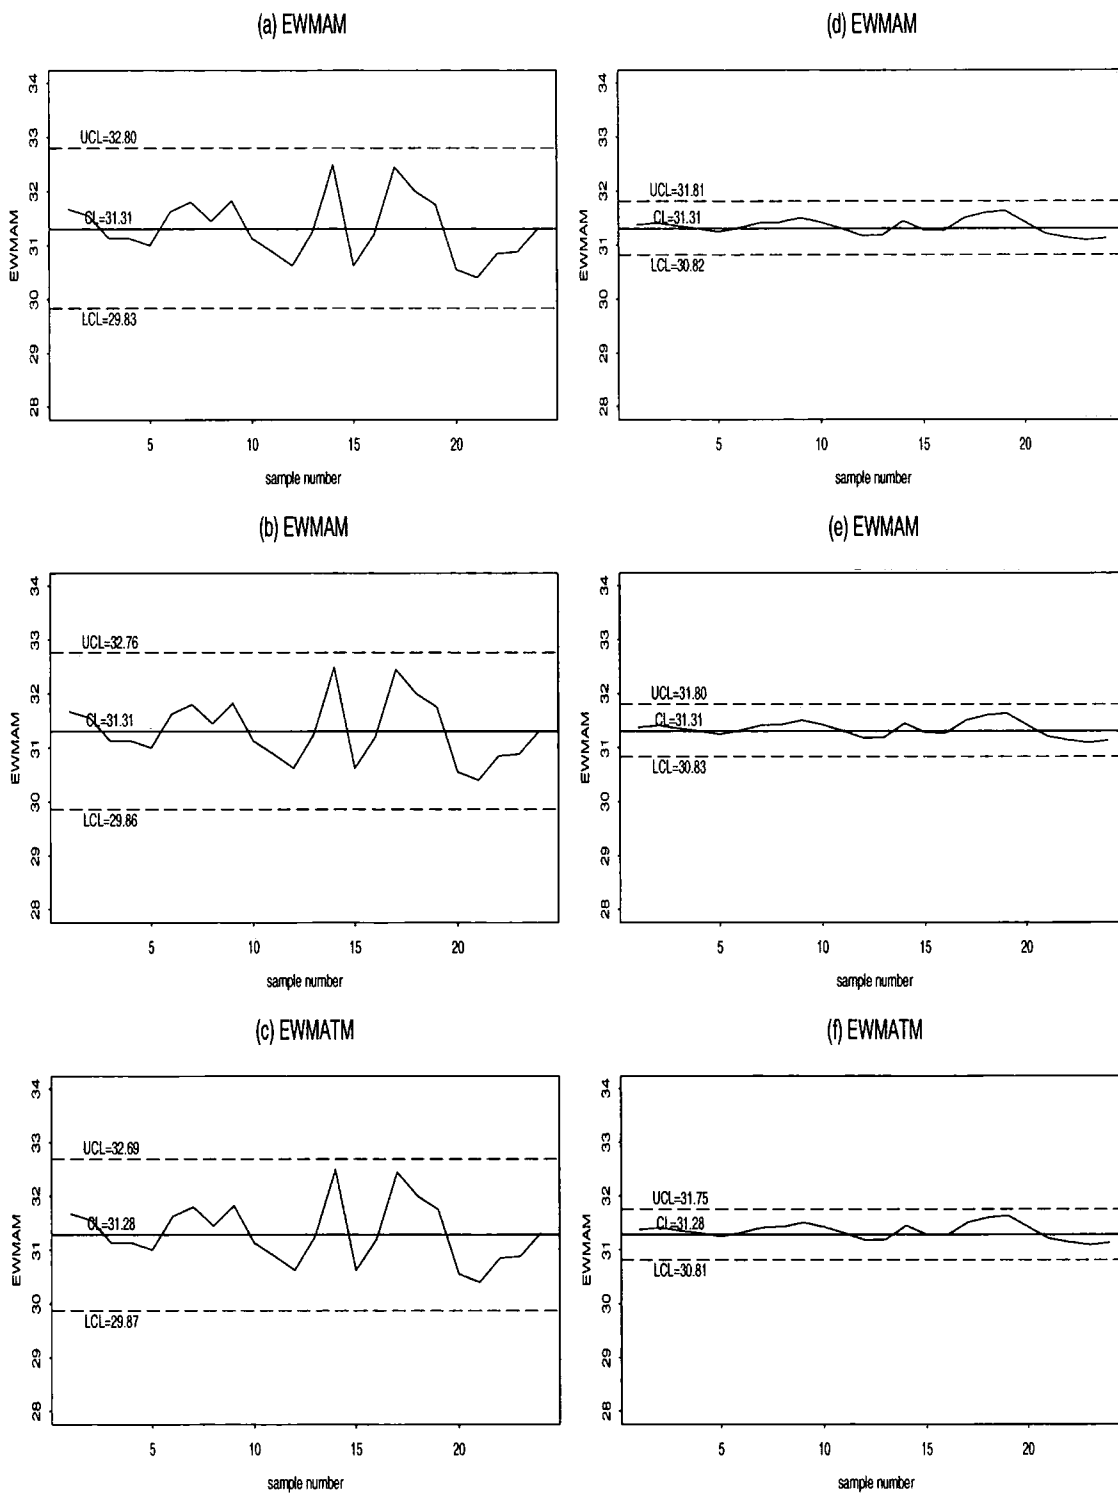 (a) EWMAM
34
33
32
31
30
29
28
EWMAM
UCL=32.80
CL=31.31
LCL=29.83
5 10 15 20
sample number
(d) EWMAM
34
33
32
31
30
29
28
EWMAM
UCL=31.81
CL=31.31
LCL=30.82
5 10 15 20
sample number
(b) EWMAM
34
33
32
31
30
29
28
EWMAM
UCL=32.76
CL=31.31
LCL=29.86
5 10 15 20
sample number
(e) EWMAM
34
33
32
31
30
29
28
EWMAM
UCL=31.80
CL=31.31
LCL=30.83
5 10 15 20
sample number
(c) EWMATM
34
33
32
31
30
29
28
EWMAM
UCL=32.69
CL=31.28
LCL=29.87
5 10 15 20
sample number
(f) EWMATM
34
33
32
31
30
29
28
EWMAM
UCL=31.75
CL=31.28
LCL=30.81
5 10 15 20
sample number